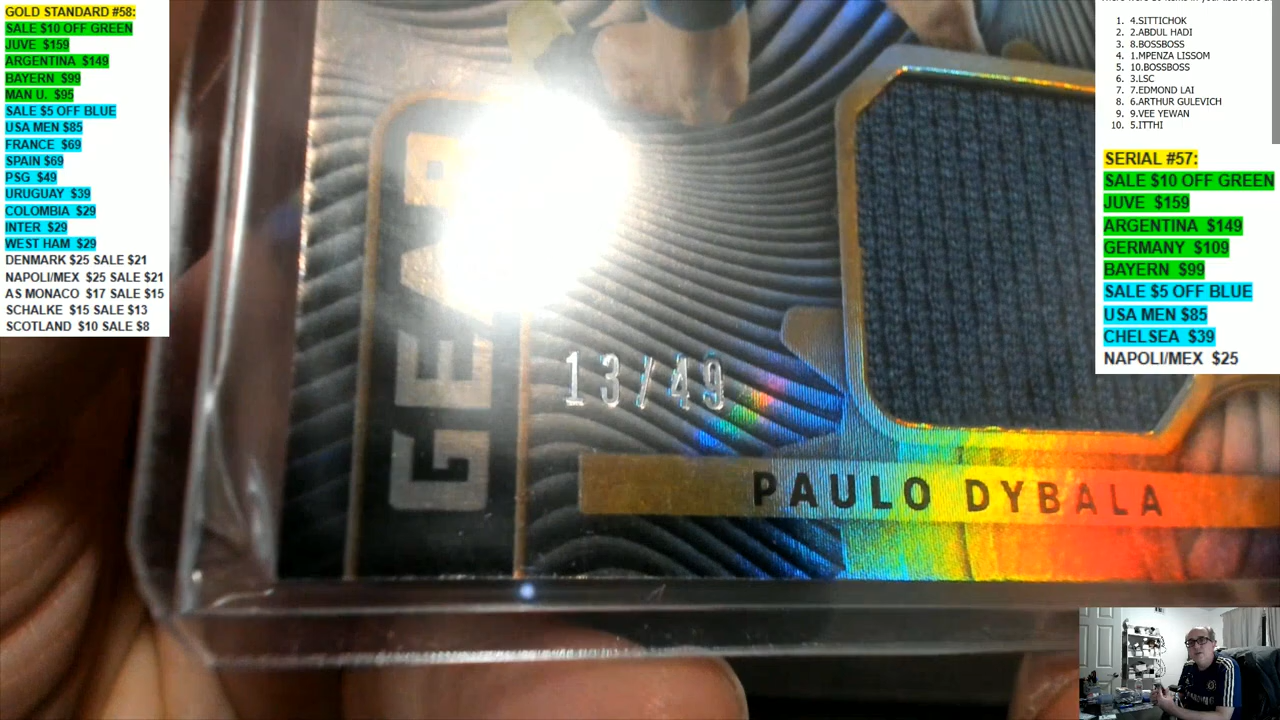 GOLD STANDARD #58:
SALE $10 OFF GREEN
JUVE $159
ARGENTINA $149
BAYERN $99
MAN U. $95
SALE $5 OFF BLUE
USA MEN $85
FRANCE $69
SPAIN $69
PSG $49
URUGUAY $39
COLOMBIA $29
INTER $29
WEST HAM $29
DENMARK $25 SALE $21
NAPOLI/MEX $25 SALE $21
AS MONACO $17 SALE $15
SCHALKE $15 SALE $13
SCOTLAND $10 SALE $8
GEAR
13/49
PAULO DYBALA
1. 4.SITTICHOK
2. 2.ABDUL HADI
3. 8.BOSSBOSS
4. 1.MPENZA LISSOM
5. 10.BOSSBOSS
6. 3.LSC
7. 7.EDMOND LAI
8. 6.ARTHUR GULEVICH
9. 9.VEE YEWAN
10. 5.ITTHI
SERIAL #57:
SALE $10 OFF GREEN
JUVE $159
ARGENTINA $149
GERMANY $109
BAYERN $99
SALE $5 OFF BLUE
USA MEN $85
CHELSEA $39
NAPOLI/MEX $25